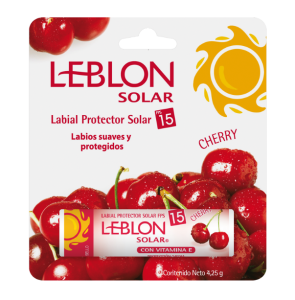 LEBLON
SOLAR
Labial Protector Solar FPS 15
Labios suaves y
protegidos
CHERRY
LABIAL PROTECTOR SOLAR FPS 15
LEBLON
SOLAR®
CHERRY
CON VITAMINA E
Contenido Neto 4,25 g